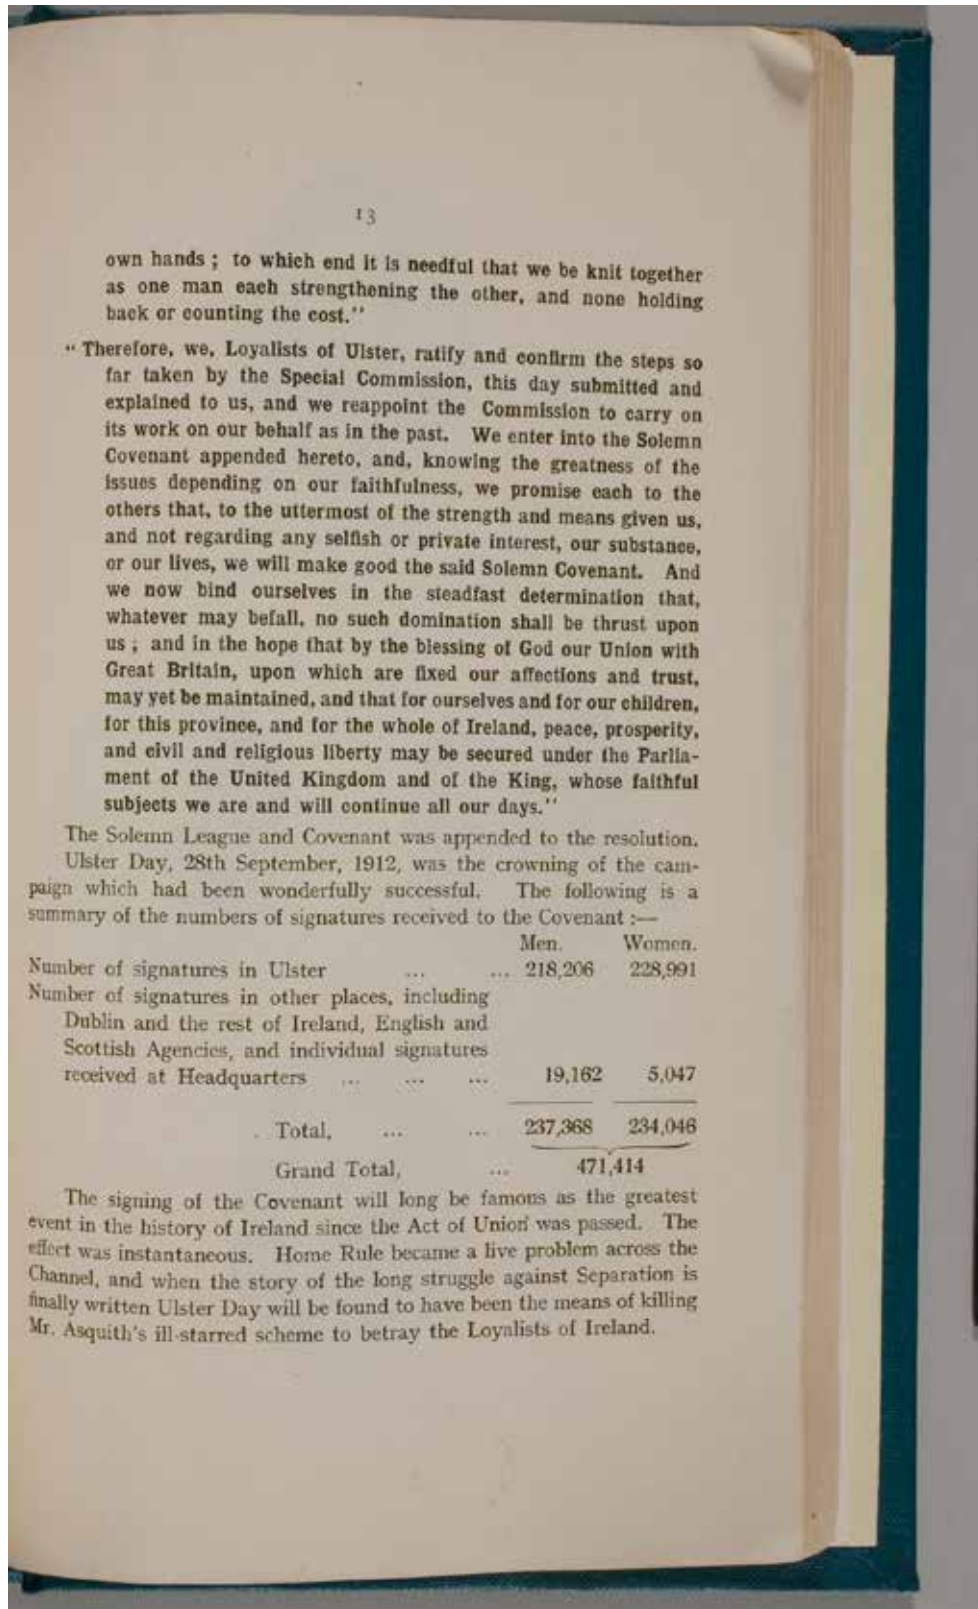 13
own hands ; to which end it is needful that we be knit together
as one man each strengthening the other, and none holding
back or counting the cost."
" Therefore, we, Loyalists of Ulster, ratify and confirm the steps so
far taken by the Special Commission, this day submitted and
explained to us, and we reappoint the Commission to carry on
its work on our behalf as in the past. We enter into the Solemn
Covenant appended hereto, and, knowing the greatness of the
issues depending on our faithfulness, we promise each to the
others that, to the uttermost of the strength and means given us,
and not regarding any selfish or private interest, our substance,
or our lives, we will make good the said Solemn Covenant. And
we now bind ourselves in the steadfast determination that,
whatever may befall, no such domination shall be thrust upon
us ; and in the hope that by the blessing of God our Union with
Great Britain, upon which are fixed our affections and trust,
may yet be maintained, and that for ourselves and for our children,
for this province, and for the whole of Ireland, peace, prosperity,
and civil and religious liberty may be secured under the Parlia-
ment of the United Kingdom and of the King, whose faithful
subjects we are and will continue all our days."
The Solemn League and Covenant was appended to the resolution.
Ulster Day, 28th September, 1912, was the crowning of the cam-
paign which had been wonderfully successful. The following is a
summary of the numbers of signatures received to the Covenant :—
Men. Women.
Number of signatures in Ulster ... ... 218,206 228,991
Number of signatures in other places, including
Dublin and the rest of Ireland, English and
Scottish Agencies, and individual signatures
received at Headquarters ... ... ... 19,162 5,047
Total, ... ... 237,368 234,046
Grand Total, ... 471,414
The signing of the Covenant will long be famous as the greatest
event in the history of Ireland since the Act of Union was passed. The
effect was instantaneous. Home Rule became a live problem across the
Channel, and when the story of the long struggle against Separation is
finally written Ulster Day will be found to have been the means of killing
Mr. Asquith's ill-starred scheme to betray the Loyalists of Ireland.